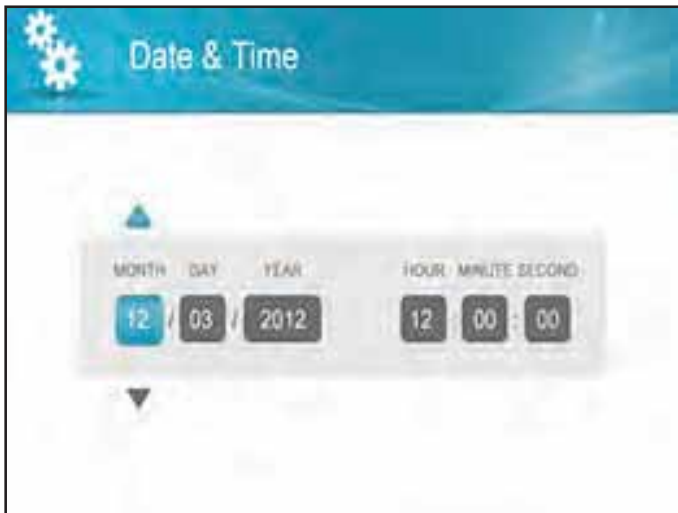 Date & Time
MONTH DAY YEAR HOUR MINUTE SECOND
12 / 03 / 2012 12 : 00 : 00